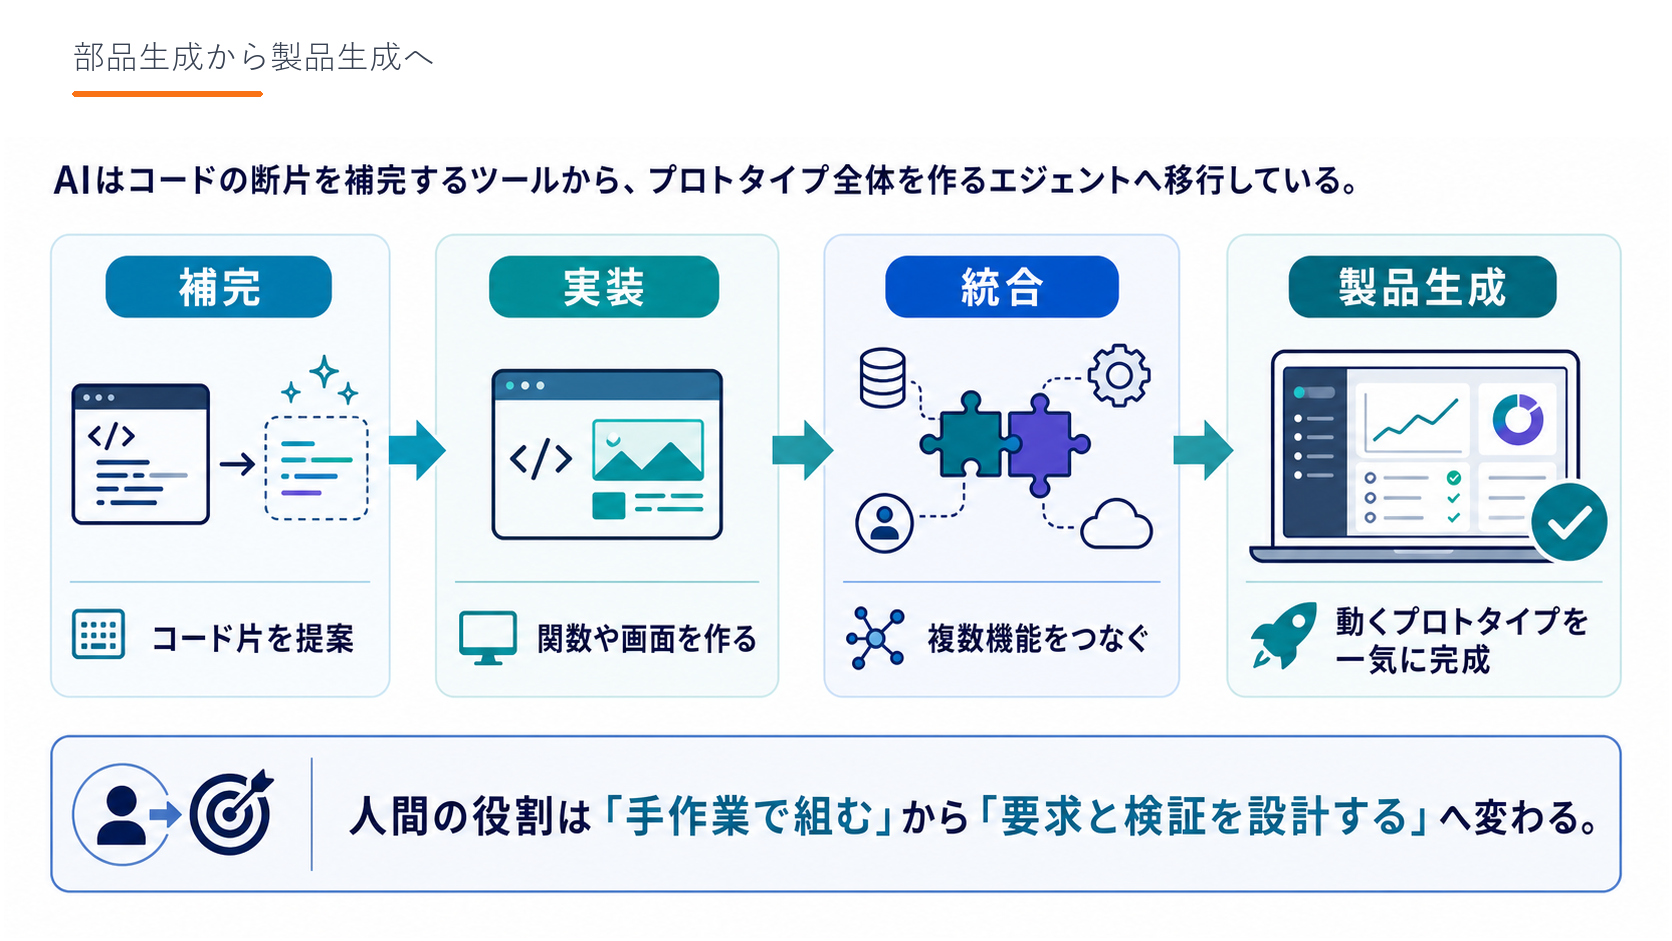 部品生成から製品生成へ
AIはコードの断片を補完するツールから、プロトタイプ全体を作るエージェントへ移行している。
補完
実装
統合
製品生成
</>
</>
コード片を提案
関数や画面を作る
複数機能をつなぐ
動くプロトタイプを
一気に完成
人間の役割は「手作業で組む」から「要求と検証を設計する」へ変わる。